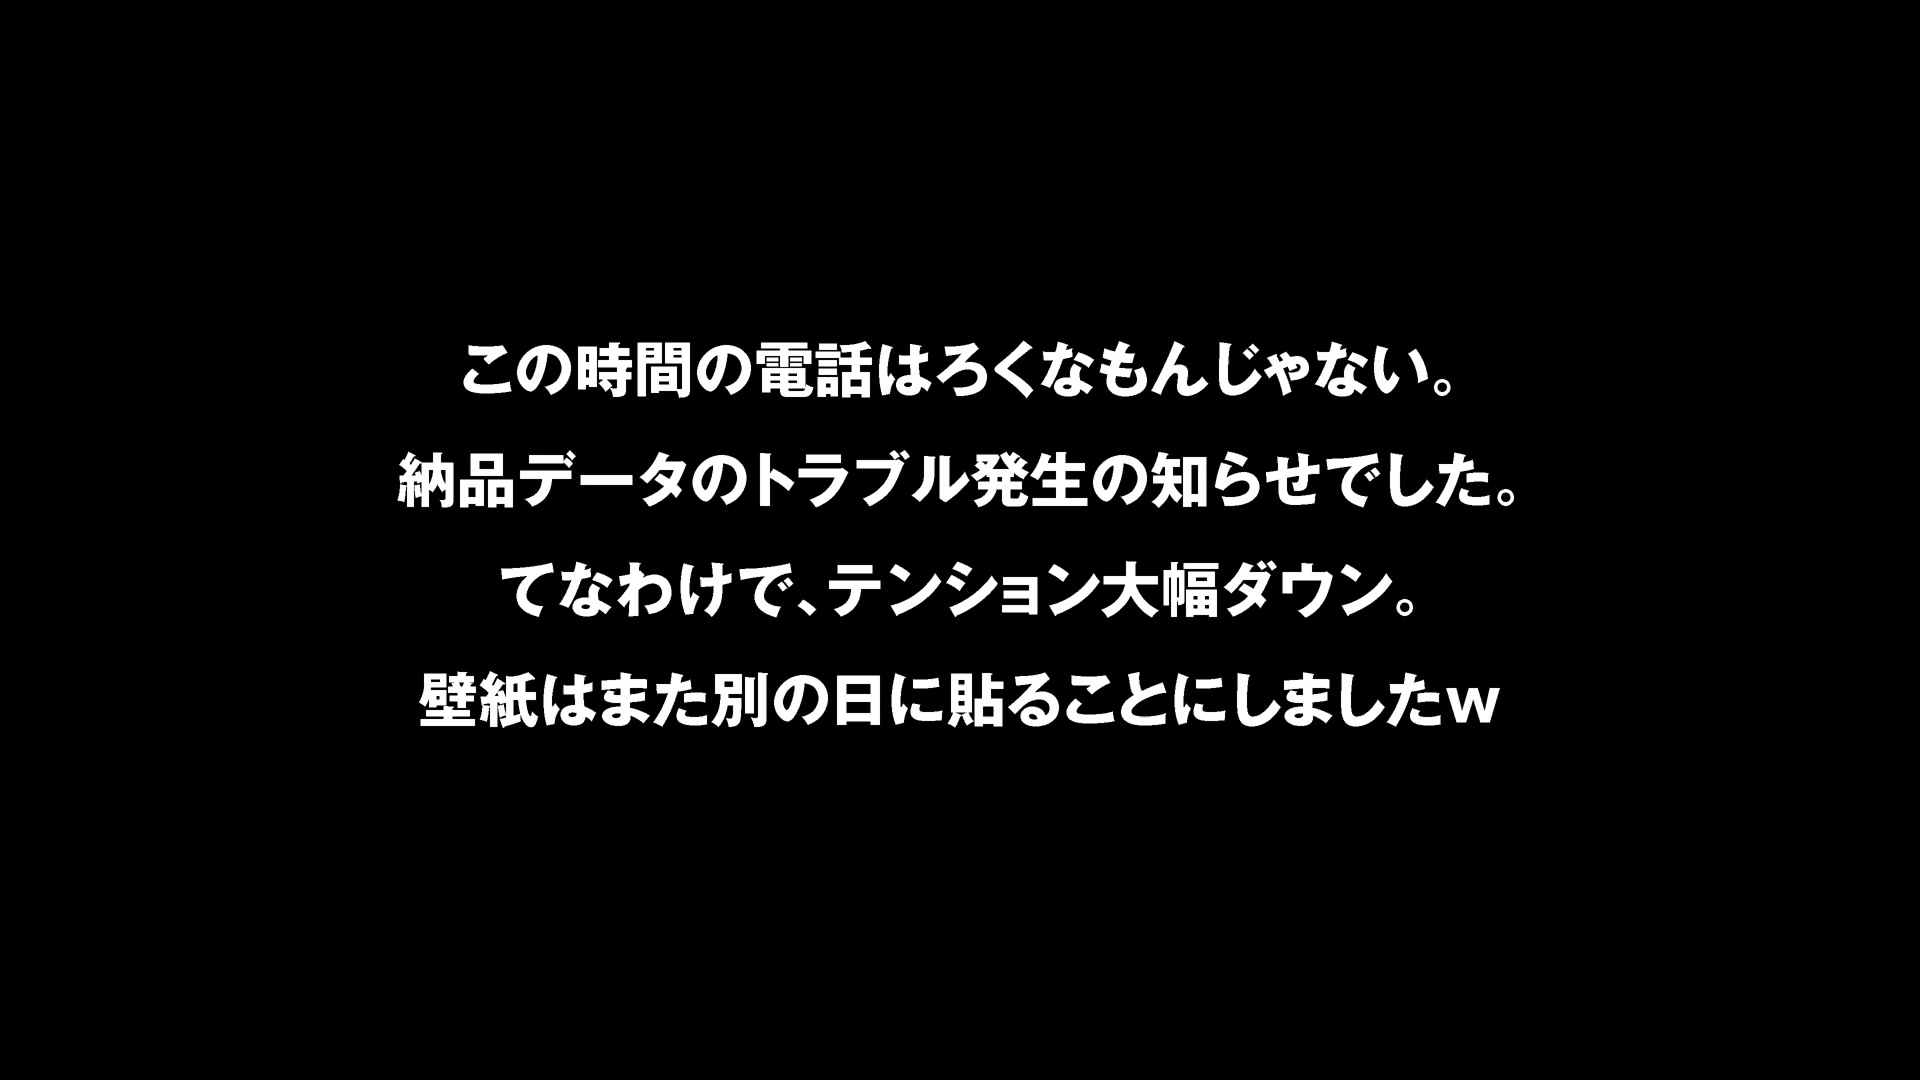 この時間の電話はろくなもんじゃない。
納品データのトラブル発生の知らせでした。
てなわけで、テンション大幅ダウン。
壁紙はまた別の日に貼ることにしましたw